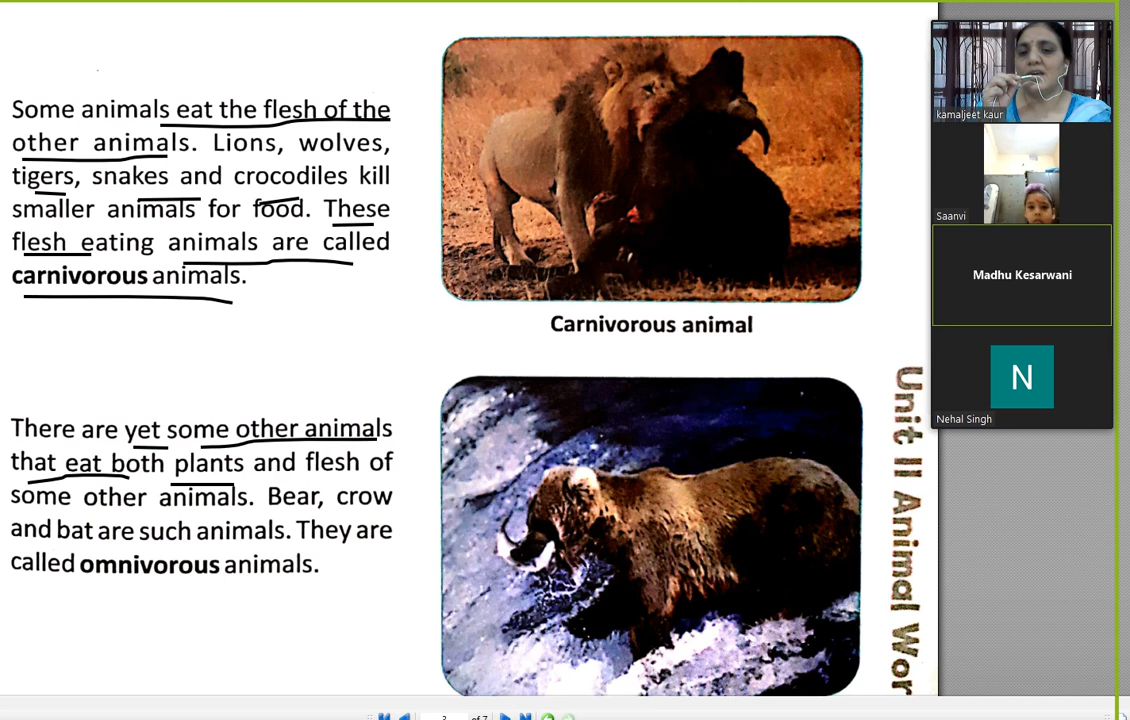 Some animals eat the flesh of the
other animals. Lions, wolves,
tigers, snakes and crocodiles kill
smaller animals for food. These
flesh eating animals are called
carnivorous animals.
Carnivorous animal
There are yet some other animals
that eat both plants and flesh of
some other animals. Bear, crow
and bat are such animals. They are
called omnivorous animals.
Unit II Animal Wor
kamaljeet kaur
Saanvi
Madhu Kesarwani
N
Nehal Singh
3 of 7